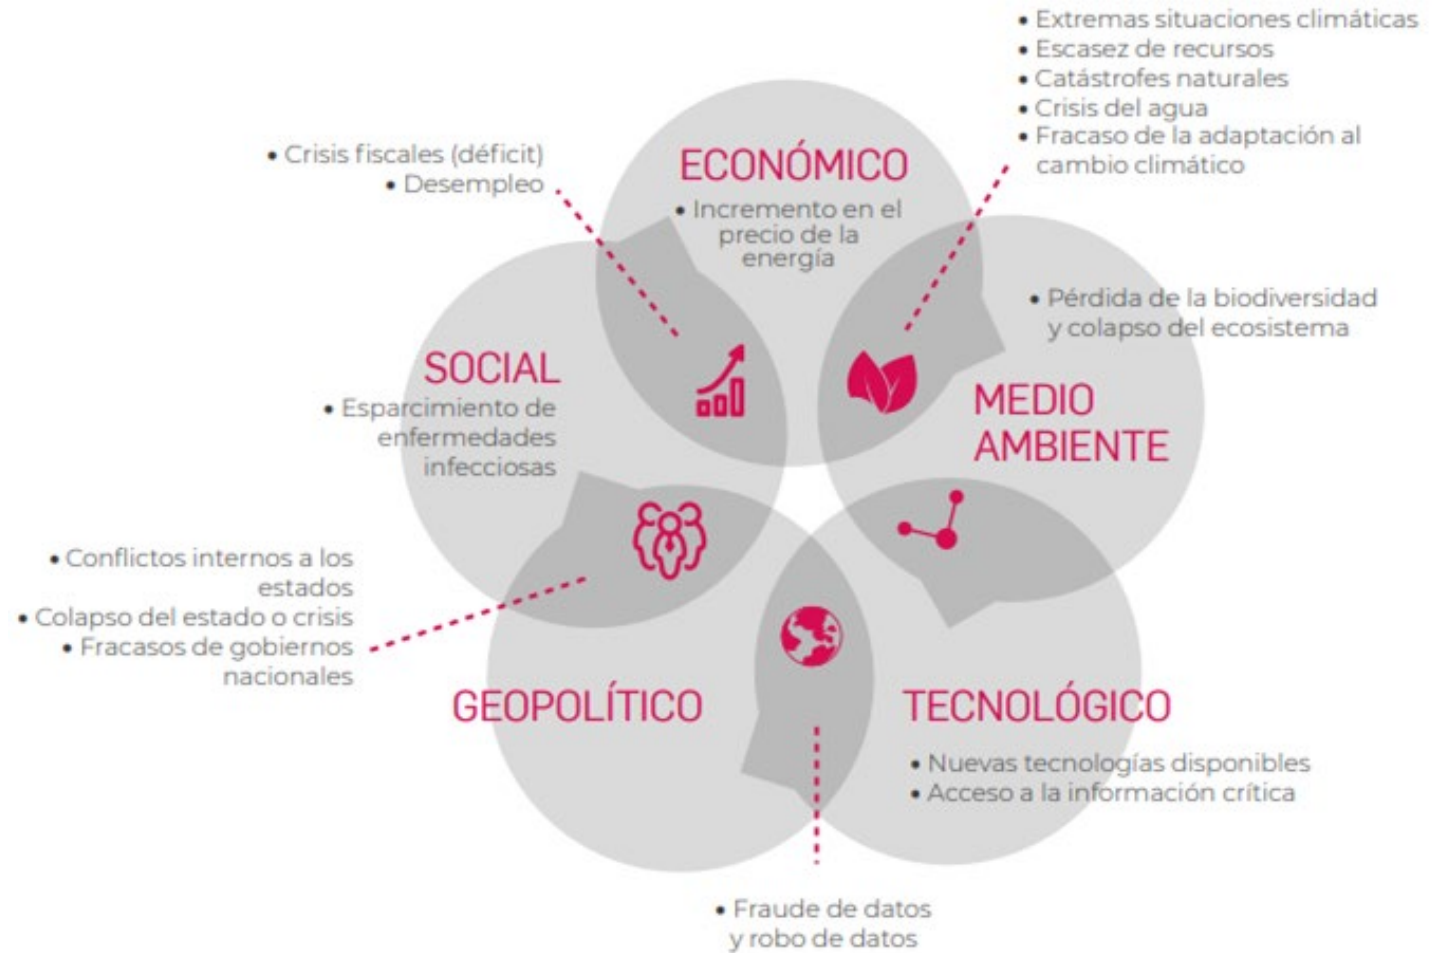 • Extremas situaciones climáticas
• Escasez de recursos
• Catástrofes naturales
• Crisis del agua
• Fracaso de la adaptación al
cambio climático
• Crisis fiscales (déficit)
• Desempleo
ECONÓMICO
• Incremento en el
precio de la
energía
• Pérdida de la biodiversidad
y colapso del ecosistema
SOCIAL
• Esparcimiento de
enfermedades
infecciosas
MEDIO
AMBIENTE
• Conflictos internos a los
estados
• Colapso del estado o crisis
• Fracasos de gobiernos
nacionales
GEOPOLÍTICO
TECNOLÓGICO
• Nuevas tecnologías disponibles
• Acceso a la información crítica
• Fraude de datos
y robo de datos